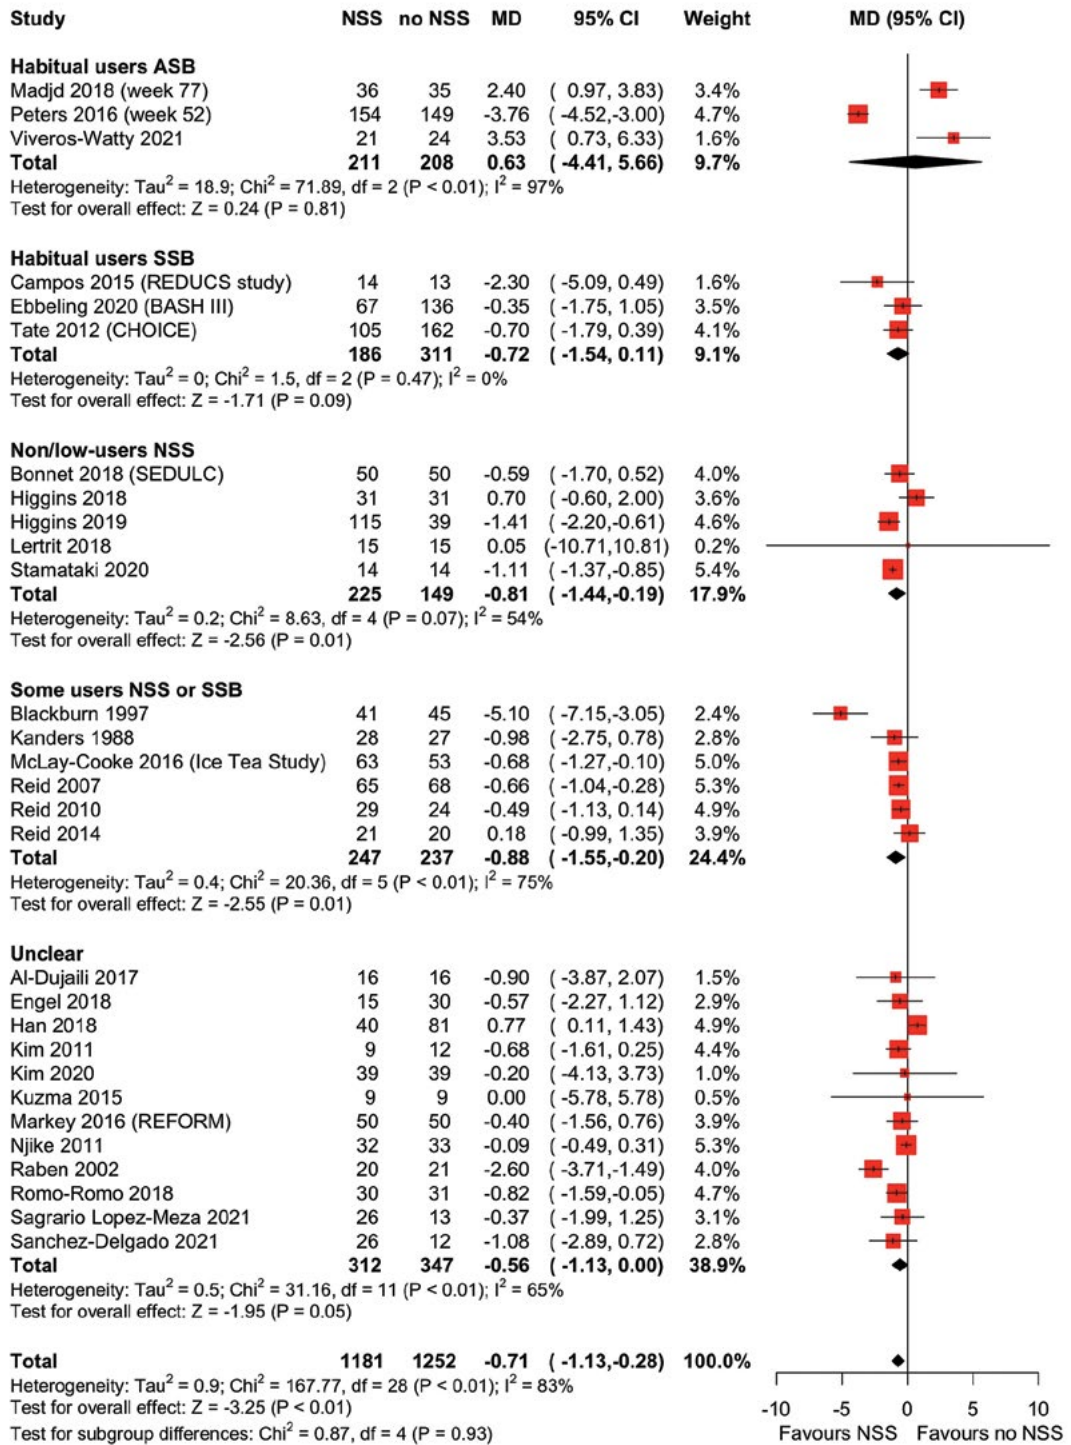 Study NSS no NSS MD 95% CI Weight MD (95% CI)
Habitual users ASB
Madjd 2018 (week 77) 36 35 2.40 ( 0.97, 3.83) 3.4%
Peters 2016 (week 52) 154 149 -3.76 ( -4.52,-3.00) 4.7%
Viveros-Watty 2021 21 24 3.53 ( 0.73, 6.33) 1.6%
Total 211 208 0.63 ( -4.41, 5.66) 9.7%
Heterogeneity: Tau² = 18.9; Chi² = 71.89, df = 2 (P < 0.01); I² = 97%
Test for overall effect: Z = 0.24 (P = 0.81)
Habitual users SSB
Campos 2015 (REDUCS study) 14 13 -2.30 ( -5.09, 0.49) 1.6%
Ebbeling 2020 (BASH III) 67 136 -0.35 ( -1.75, 1.05) 3.5%
Tate 2012 (CHOICE) 105 162 -0.70 ( -1.79, 0.39) 4.1%
Total 186 311 -0.72 ( -1.54, 0.11) 9.1%
Heterogeneity: Tau² = 0; Chi² = 1.5, df = 2 (P = 0.47); I² = 0%
Test for overall effect: Z = -1.71 (P = 0.09)
Non/low-users NSS
Bonnet 2018 (SEDULC) 50 50 -0.59 ( -1.70, 0.52) 4.0%
Higgins 2018 31 31 0.70 ( -0.60, 2.00) 3.6%
Higgins 2019 115 39 -1.41 ( -2.20,-0.61) 4.6%
Lertrit 2018 15 15 0.05 (-10.71,10.81) 0.2%
Stamataki 2020 14 14 -1.11 ( -1.37,-0.85) 5.4%
Total 225 149 -0.81 ( -1.44,-0.19) 17.9%
Heterogeneity: Tau² = 0.2; Chi² = 8.63, df = 4 (P = 0.07); I² = 54%
Test for overall effect: Z = -2.56 (P = 0.01)
Some users NSS or SSB
Blackburn 1997 41 45 -5.10 ( -7.15,-3.05) 2.4%
Kanders 1988 28 27 -0.98 ( -2.75, 0.78) 2.8%
McLay-Cooke 2016 (Ice Tea Study) 63 53 -0.68 ( -1.27,-0.10) 5.0%
Reid 2007 65 68 -0.66 ( -1.04,-0.28) 5.3%
Reid 2010 29 24 -0.49 ( -1.13, 0.14) 4.9%
Reid 2014 21 20 0.18 ( -0.99, 1.35) 3.9%
Total 247 237 -0.88 ( -1.55,-0.20) 24.4%
Heterogeneity: Tau² = 0.4; Chi² = 20.36, df = 5 (P < 0.01); I² = 75%
Test for overall effect: Z = -2.55 (P = 0.01)
Unclear
Al-Dujaili 2017 16 16 -0.90 ( -3.87, 2.07) 1.5%
Engel 2018 15 30 -0.57 ( -2.27, 1.12) 2.9%
Han 2018 40 81 0.77 ( 0.11, 1.43) 4.9%
Kim 2011 9 12 -0.68 ( -1.61, 0.25) 4.4%
Kim 2020 39 39 -0.20 ( -4.13, 3.73) 1.0%
Kuzma 2015 9 9 0.00 ( -5.78, 5.78) 0.5%
Markey 2016 (REFORM) 50 50 -0.40 ( -1.56, 0.76) 3.9%
Njike 2011 32 33 -0.09 ( -0.49, 0.31) 5.3%
Raben 2002 20 21 -2.60 ( -3.71,-1.49) 4.0%
Romo-Romo 2018 30 31 -0.82 ( -1.59,-0.05) 4.7%
Sagrario Lopez-Meza 2021 26 13 -0.37 ( -1.99, 1.25) 3.1%
Sanchez-Delgado 2021 26 12 -1.08 ( -2.89, 0.72) 2.8%
Total 312 347 -0.56 ( -1.13, 0.00) 38.9%
Heterogeneity: Tau² = 0.5; Chi² = 31.16, df = 11 (P < 0.01); I² = 65%
Test for overall effect: Z = -1.95 (P = 0.05)
Total 1181 1252 -0.71 ( -1.13,-0.28) 100.0%
Heterogeneity: Tau² = 0.9; Chi² = 167.77, df = 28 (P < 0.01); I² = 83%
Test for overall effect: Z = -3.25 (P < 0.01)
Test for subgroup differences: Chi² = 0.87, df = 4 (P = 0.93)
-10 -5 0 5 10
Favours NSS Favours no NSS